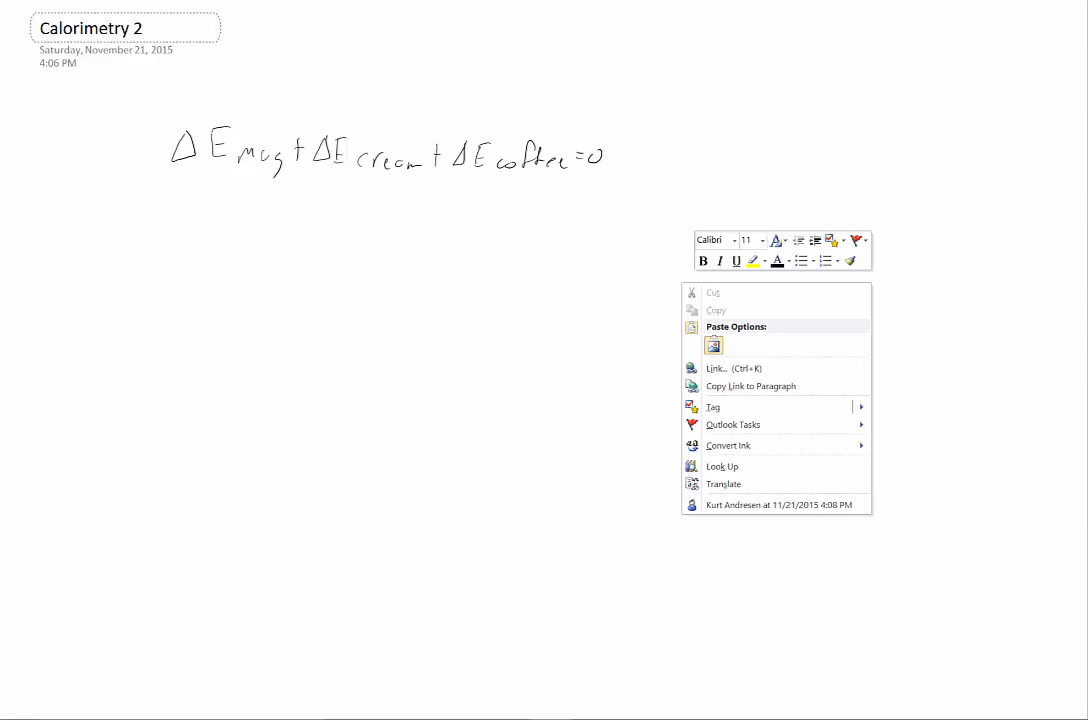 Calorimetry 2
Saturday, November 21, 2015
4:06 PM
ΔE mug + ΔE cream + ΔE coffee = 0
Calibri 11
B I U
Cut
Copy
Paste Options:
Link... (Ctrl+K)
Copy Link to Paragraph
Tag
Outlook Tasks
Convert Ink
Look Up
Translate
Kurt Andresen at 11/21/2015 4:08 PM